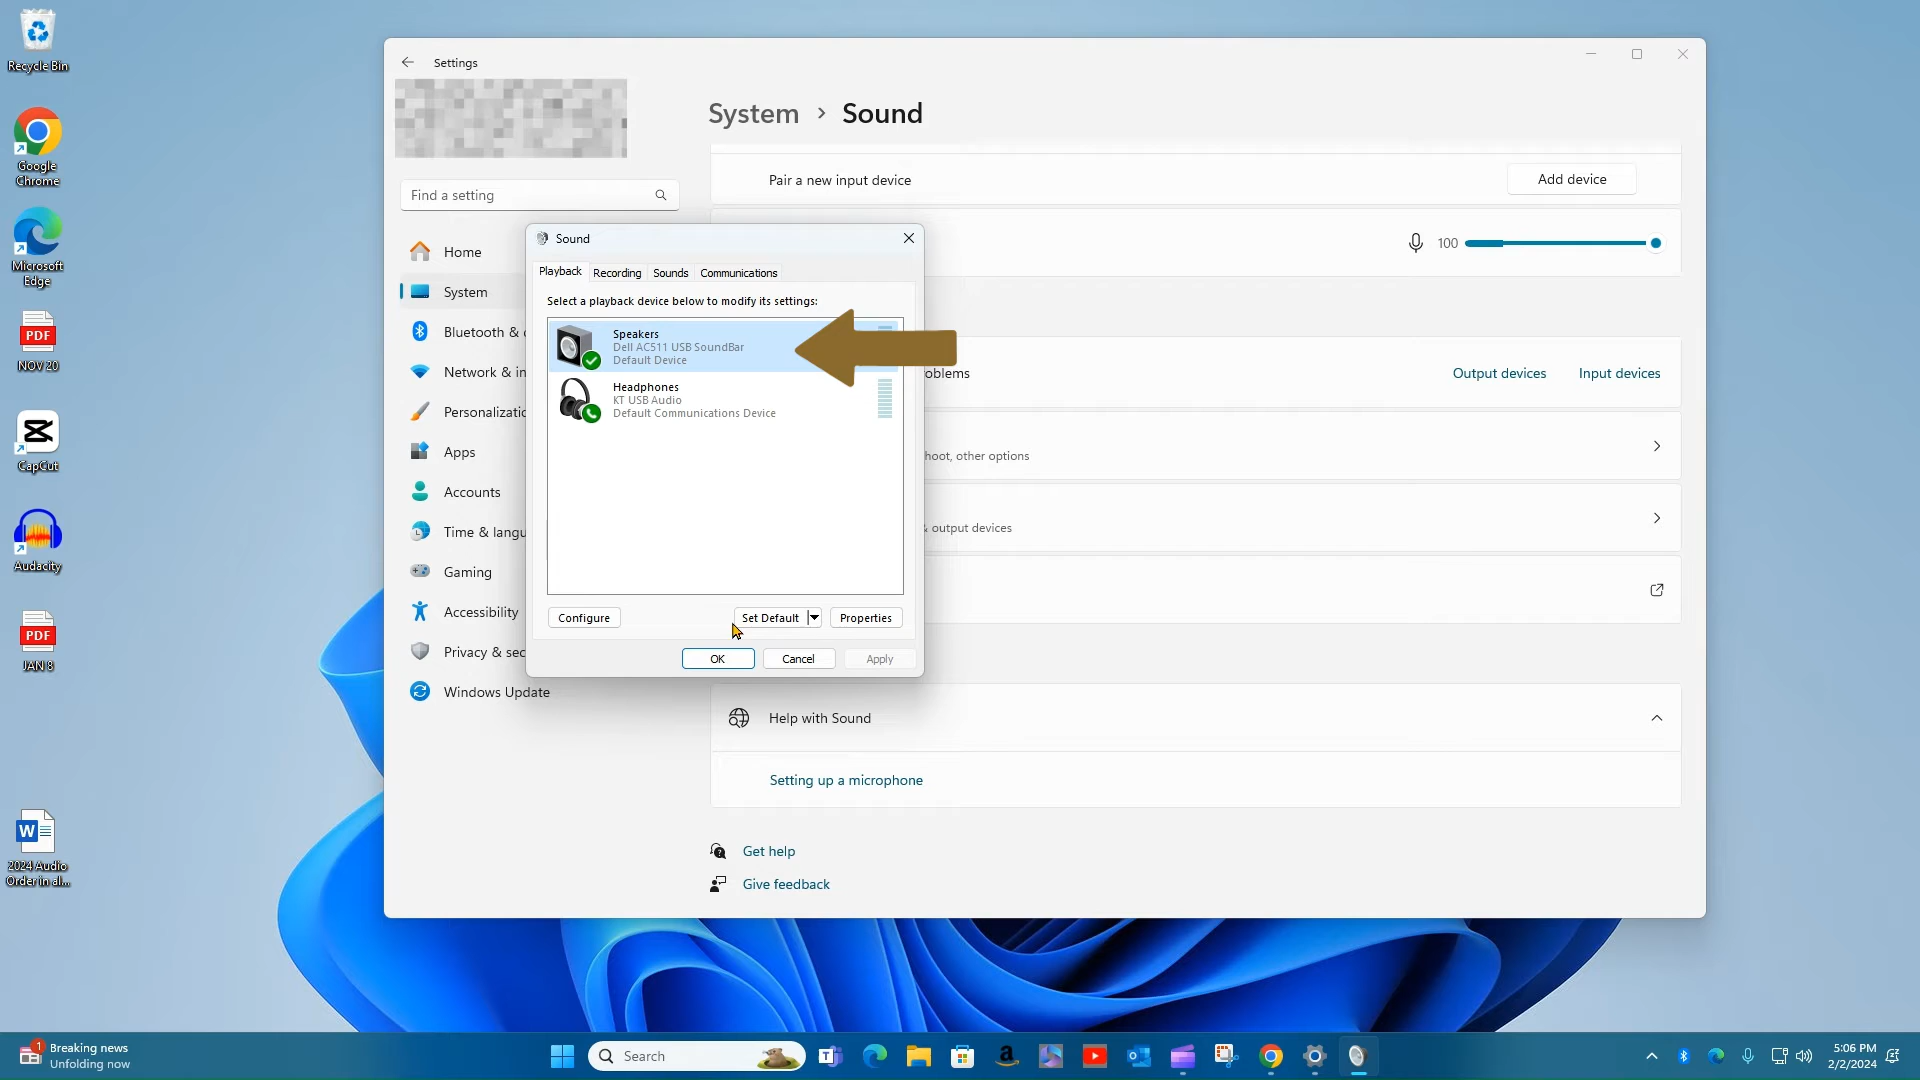 Recycle Bin
Google
Chrome
Microsoft
Edge
PDF
NOV 20
CapCut
Audacity
PDF
JAN 8
W
2024 Audio
Order in al...
Settings
System › Sound
Find a setting
Home
System
Bluetooth &
Network & in
Personalizatio
Apps
Accounts
Time & langu
Gaming
Accessibility
Privacy & sec
Windows Update
Pair a new input device
Add device
100
oblems
Output devices
Input devices
hoot, other options
& output devices
Help with Sound
Setting up a microphone
Get help
Give feedback
Sound
Playback
Recording
Sounds
Communications
Select a playback device below to modify its settings:
Speakers
Dell AC511 USB SoundBar
Default Device
Headphones
KT USB Audio
Default Communications Device
Configure
Set Default
Properties
OK
Cancel
Apply
1
Breaking news
Unfolding now
Search
5:06 PM
2/2/2024